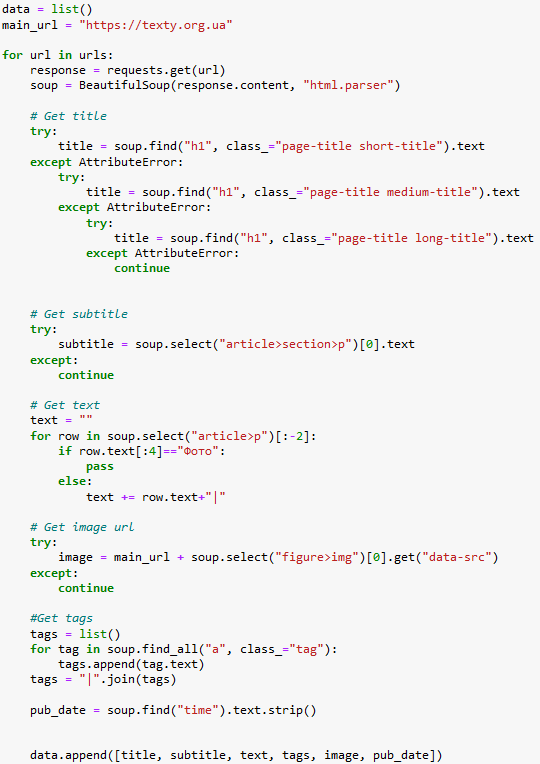 data = list()
main_url = "https://texty.org.ua"
for url in urls:
    response = requests.get(url)
    soup = BeautifulSoup(response.content, "html.parser")
    # Get title
    try:
        title = soup.find("h1", class_="page-title short-title").text
    except AttributeError:
        try:
            title = soup.find("h1", class_="page-title medium-title").text
        except AttributeError:
            try:
                title = soup.find("h1", class_="page-title long-title").text
            except AttributeError:
                continue
    # Get subtitle
    try:
        subtitle = soup.select("article>section>p")[0].text
    except:
        continue
    # Get text
    text = ""
    for row in soup.select("article>p")[:-2]:
        if row.text[:4]=="Фото":
            pass
        else:
            text += row.text+"|"
    # Get image url
    try:
        image = main_url + soup.select("figure>img")[0].get("data-src")
    except:
        continue
    #Get tags
    tags = list()
    for tag in soup.find_all("a", class_="tag"):
        tags.append(tag.text)
    tags = "|".join(tags)
    pub_date = soup.find("time").text.strip()
    data.append([title, subtitle, text, tags, image, pub_date])